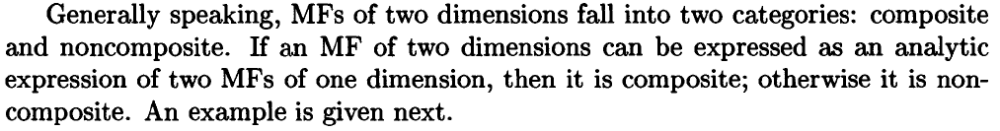 Generally speaking, MFs of two dimensions fall into two categories: composite
and noncomposite. If an MF of two dimensions can be expressed as an analytic
expression of two MFs of one dimension, then it is composite; otherwise it is non-
composite. An example is given next.